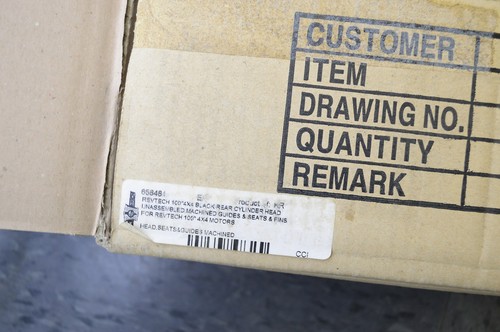 CUSTOMER
ITEM
DRAWING NO.
QUANTITY
REMARK
REVTECH 100"4X4 BLACK REAR CYLINDER HEAD
UNASSEMBLED,MACHINED GUIDES & SEATS & FINS
FOR REVTECH 100" 4X4 MOTORS
HEAD,SEATS&GUIDES MACHINED
CCI